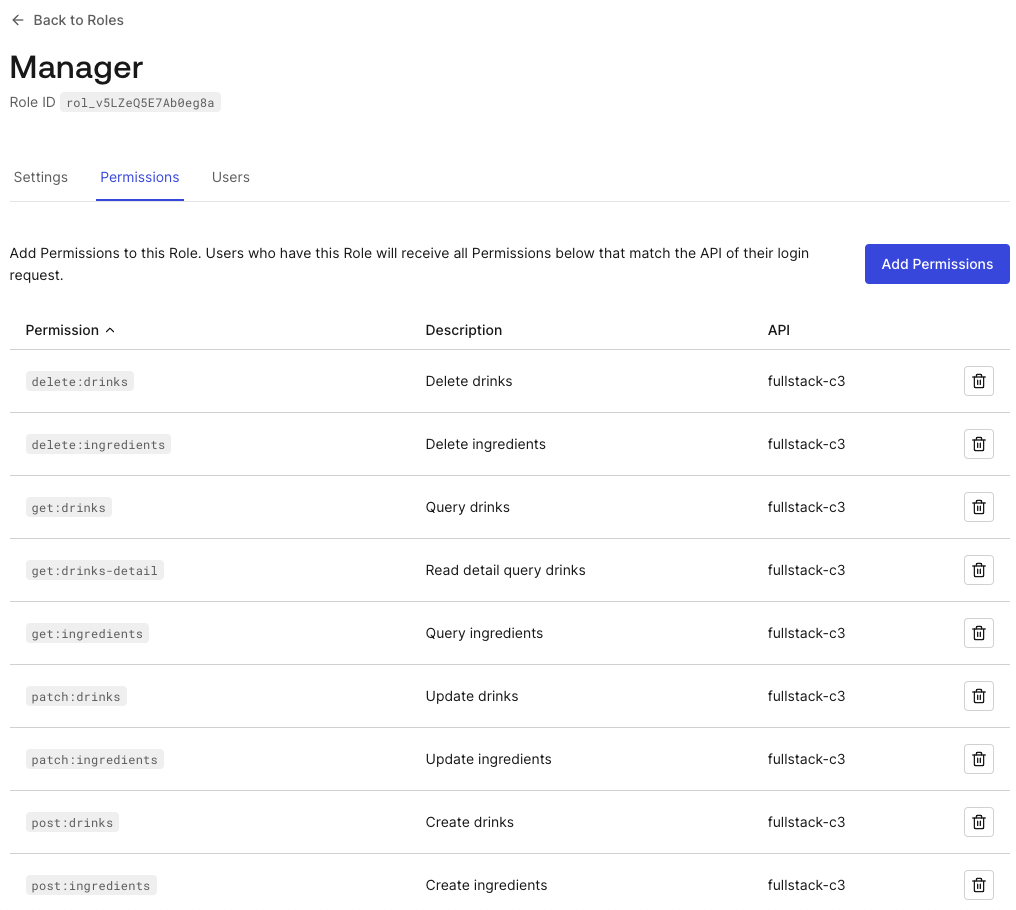 Back to Roles
Manager
Role ID rol_v5LZeQ5E7Ab0eg8a
Settings Permissions Users
Add Permissions to this Role. Users who have this Role will receive all Permissions below that match the API of their login
request.
Add Permissions
Permission Description API
delete:drinks Delete drinks fullstack-c3
delete:ingredients Delete ingredients fullstack-c3
get:drinks Query drinks fullstack-c3
get:drinks-detail Read detail query drinks fullstack-c3
get:ingredients Query ingredients fullstack-c3
patch:drinks Update drinks fullstack-c3
patch:ingredients Update ingredients fullstack-c3
post:drinks Create drinks fullstack-c3
post:ingredients Create ingredients fullstack-c3